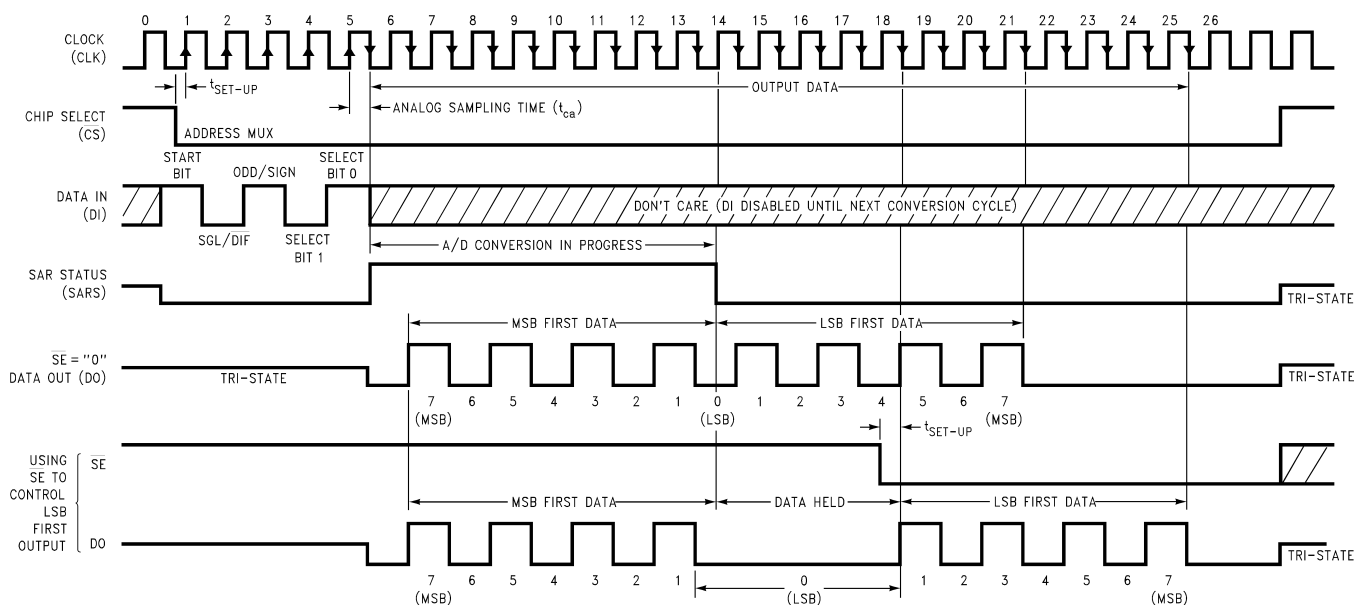 0 1 2 3 4 5 6 7 8 9 10 11 12 13 14 15 16 17 18 19 20 21 22 23 24 25 26
CLOCK
(CLK)
tSET-UP
OUTPUT DATA
ANALOG SAMPLING TIME (tca)
CHIP SELECT
(CS)
ADDRESS MUX
START
BIT
ODD/SIGN
SELECT
BIT 0
DATA IN
(DI)
DON'T CARE (DI DISABLED UNTIL NEXT CONVERSION CYCLE)
SGL/DIF
SELECT
BIT 1
A/D CONVERSION IN PROGRESS
SAR STATUS
(SARS)
TRI-STATE
MSB FIRST DATA
LSB FIRST DATA
SE = "0"
DATA OUT (DO)
TRI-STATE
TRI-STATE
7 6 5 4 3 2 1 0 1 2 3 4 5 6 7
(MSB)
(LSB)
(MSB)
tSET-UP
USING
SE TO
CONTROL
LSB
FIRST
OUTPUT
SE
MSB FIRST DATA
DATA HELD
LSB FIRST DATA
DO
TRI-STATE
7 6 5 4 3 2 1 0 1 2 3 4 5 6 7
(MSB)
(LSB)
(MSB)